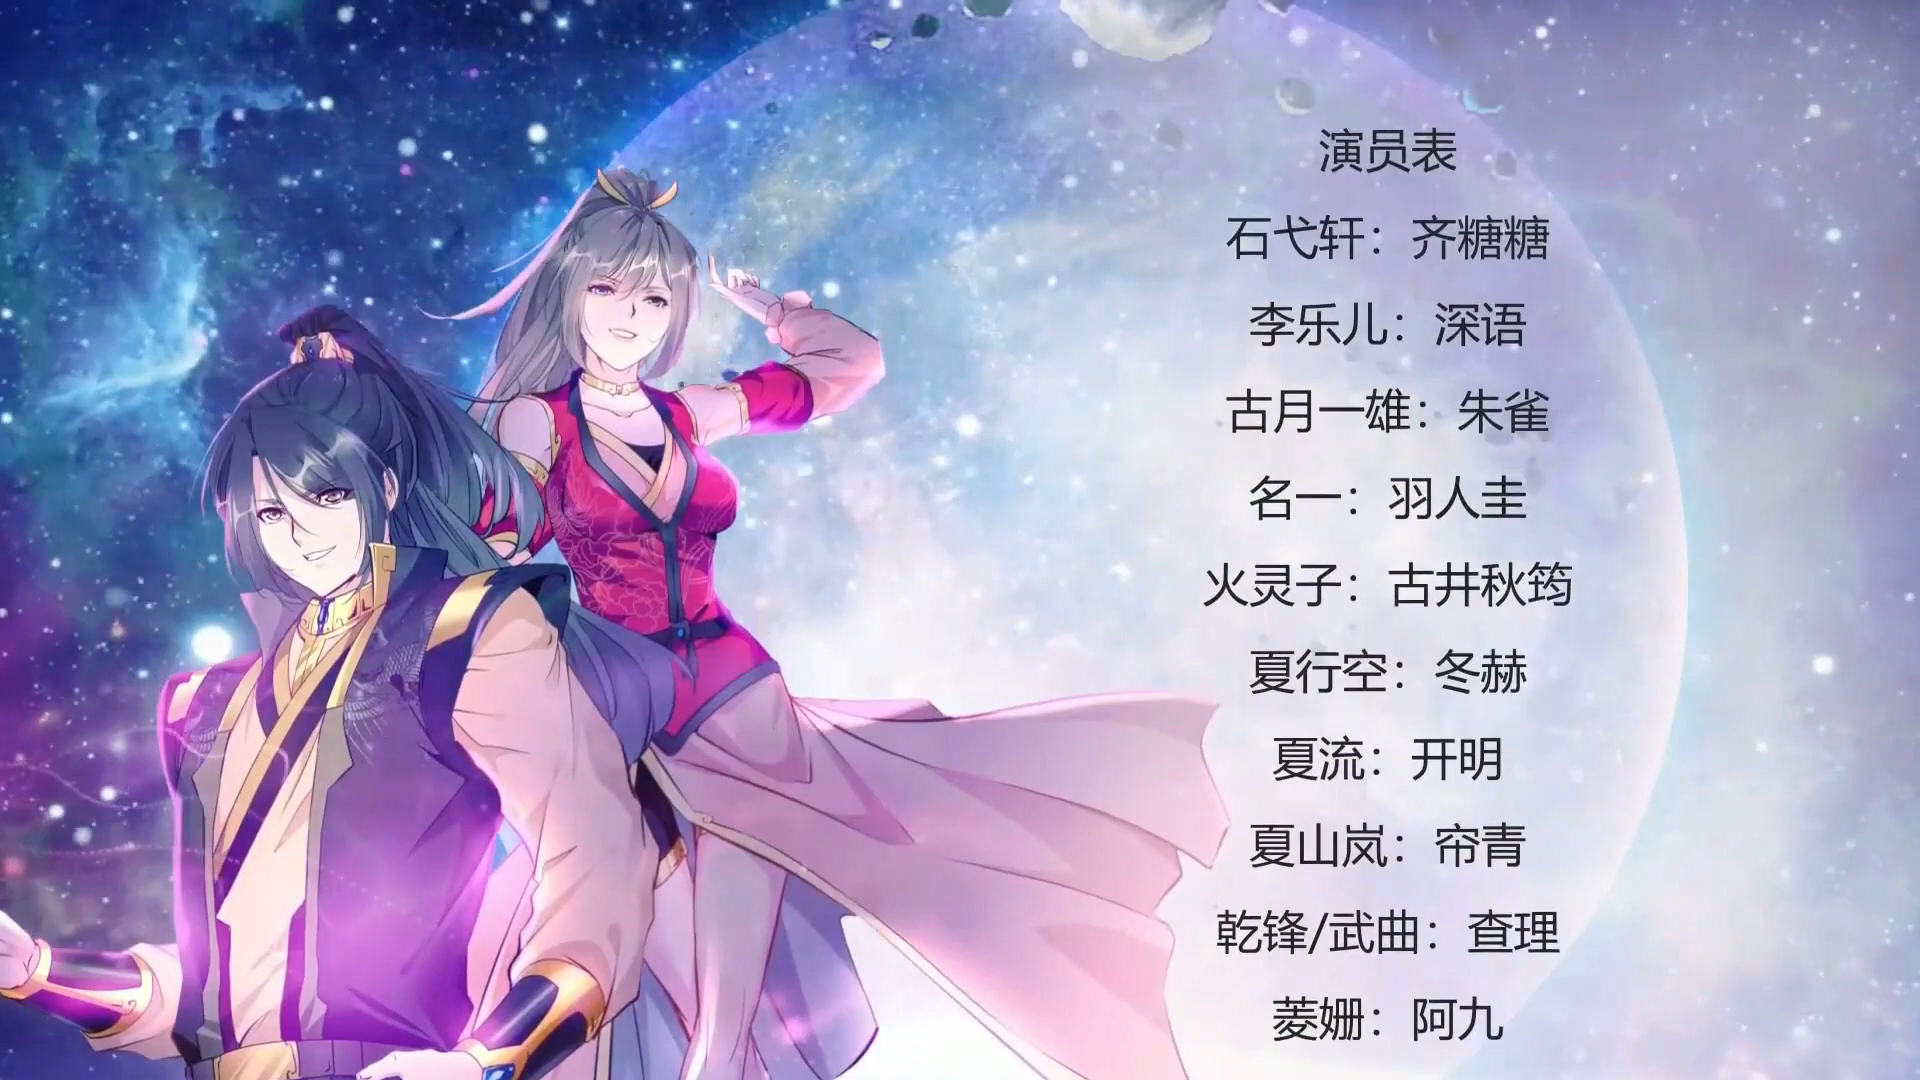 演员表
石弋轩：齐糖糖
李乐儿：深语
古月一雄：朱雀
名一：羽人圭
火灵子：古井秋筠
夏行空：冬赫
夏流：开明
夏山岚：帘青
乾锋/武曲：查理
菱姗：阿九